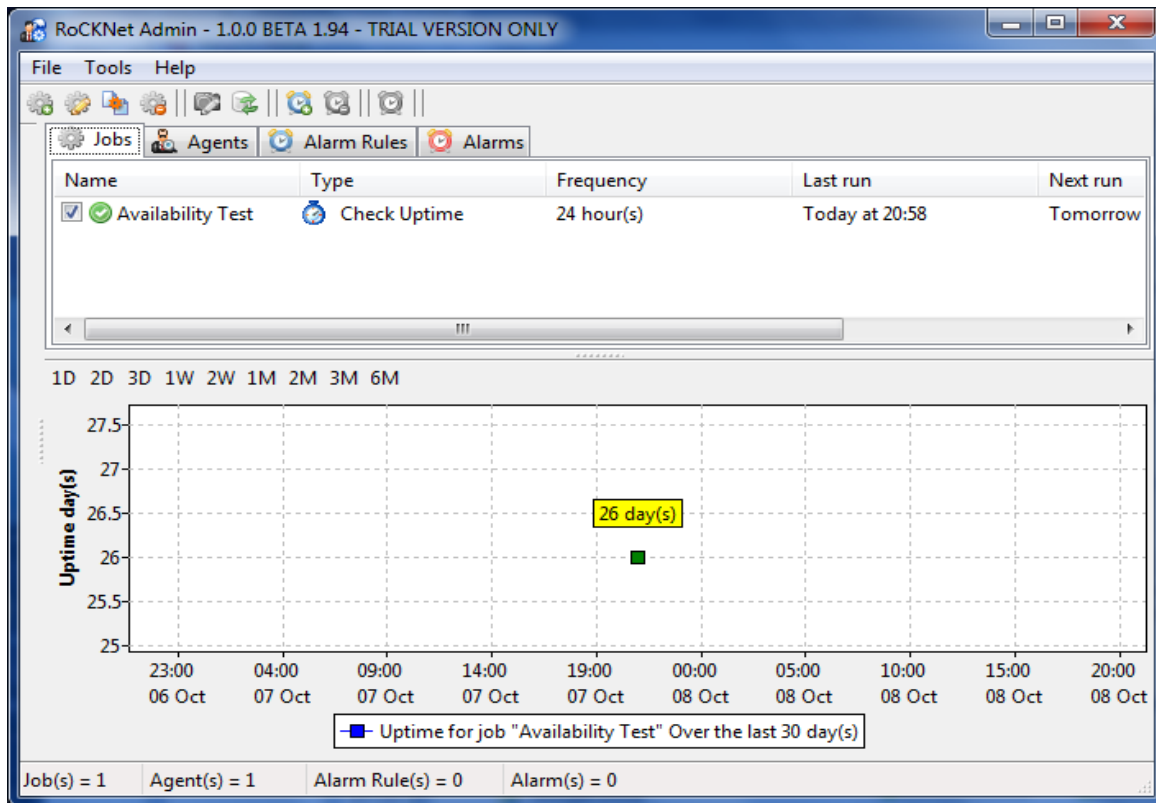 RoCKNet Admin - 1.0.0 BETA 1.94 - TRIAL VERSION ONLY
File Tools Help
Jobs Agents Alarm Rules Alarms
Name Type Frequency Last run Next run
Availability Test Check Uptime 24 hour(s) Today at 20:58 Tomorrow
1D 2D 3D 1W 2W 1M 2M 3M 6M
Uptime day(s)
27.5
27
26.5
26 day(s)
26
25.5
25
23:00 04:00 09:00 14:00 19:00 00:00 05:00 10:00 15:00 20:00
06 Oct 07 Oct 07 Oct 07 Oct 07 Oct 08 Oct 08 Oct 08 Oct 08 Oct 08 Oct
Uptime for job "Availability Test" Over the last 30 day(s)
Job(s) = 1 Agent(s) = 1 Alarm Rule(s) = 0 Alarm(s) = 0